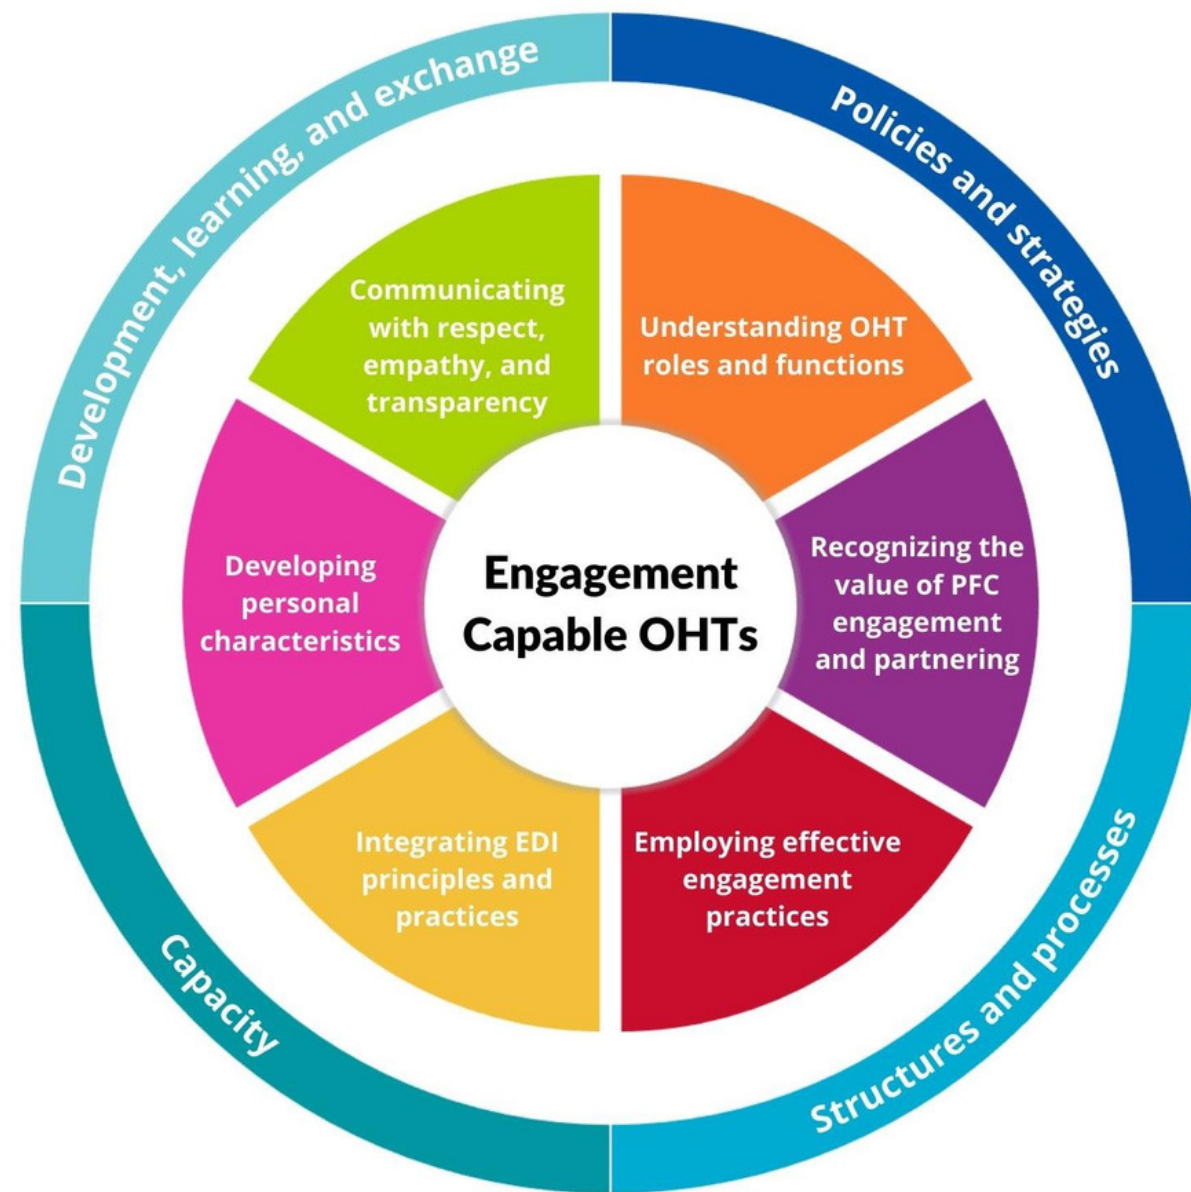 Development, learning, and exchange
Policies and strategies
Communicating
with respect,
empathy, and
transparency
Understanding OHT
roles and functions
Developing
personal
characteristics
Engagement
Capable OHTs
Recognizing the
value of PFC
engagement
and partnering
Integrating EDI
principles and
practices
Employing effective
engagement
practices
Capacity
Structures and processes